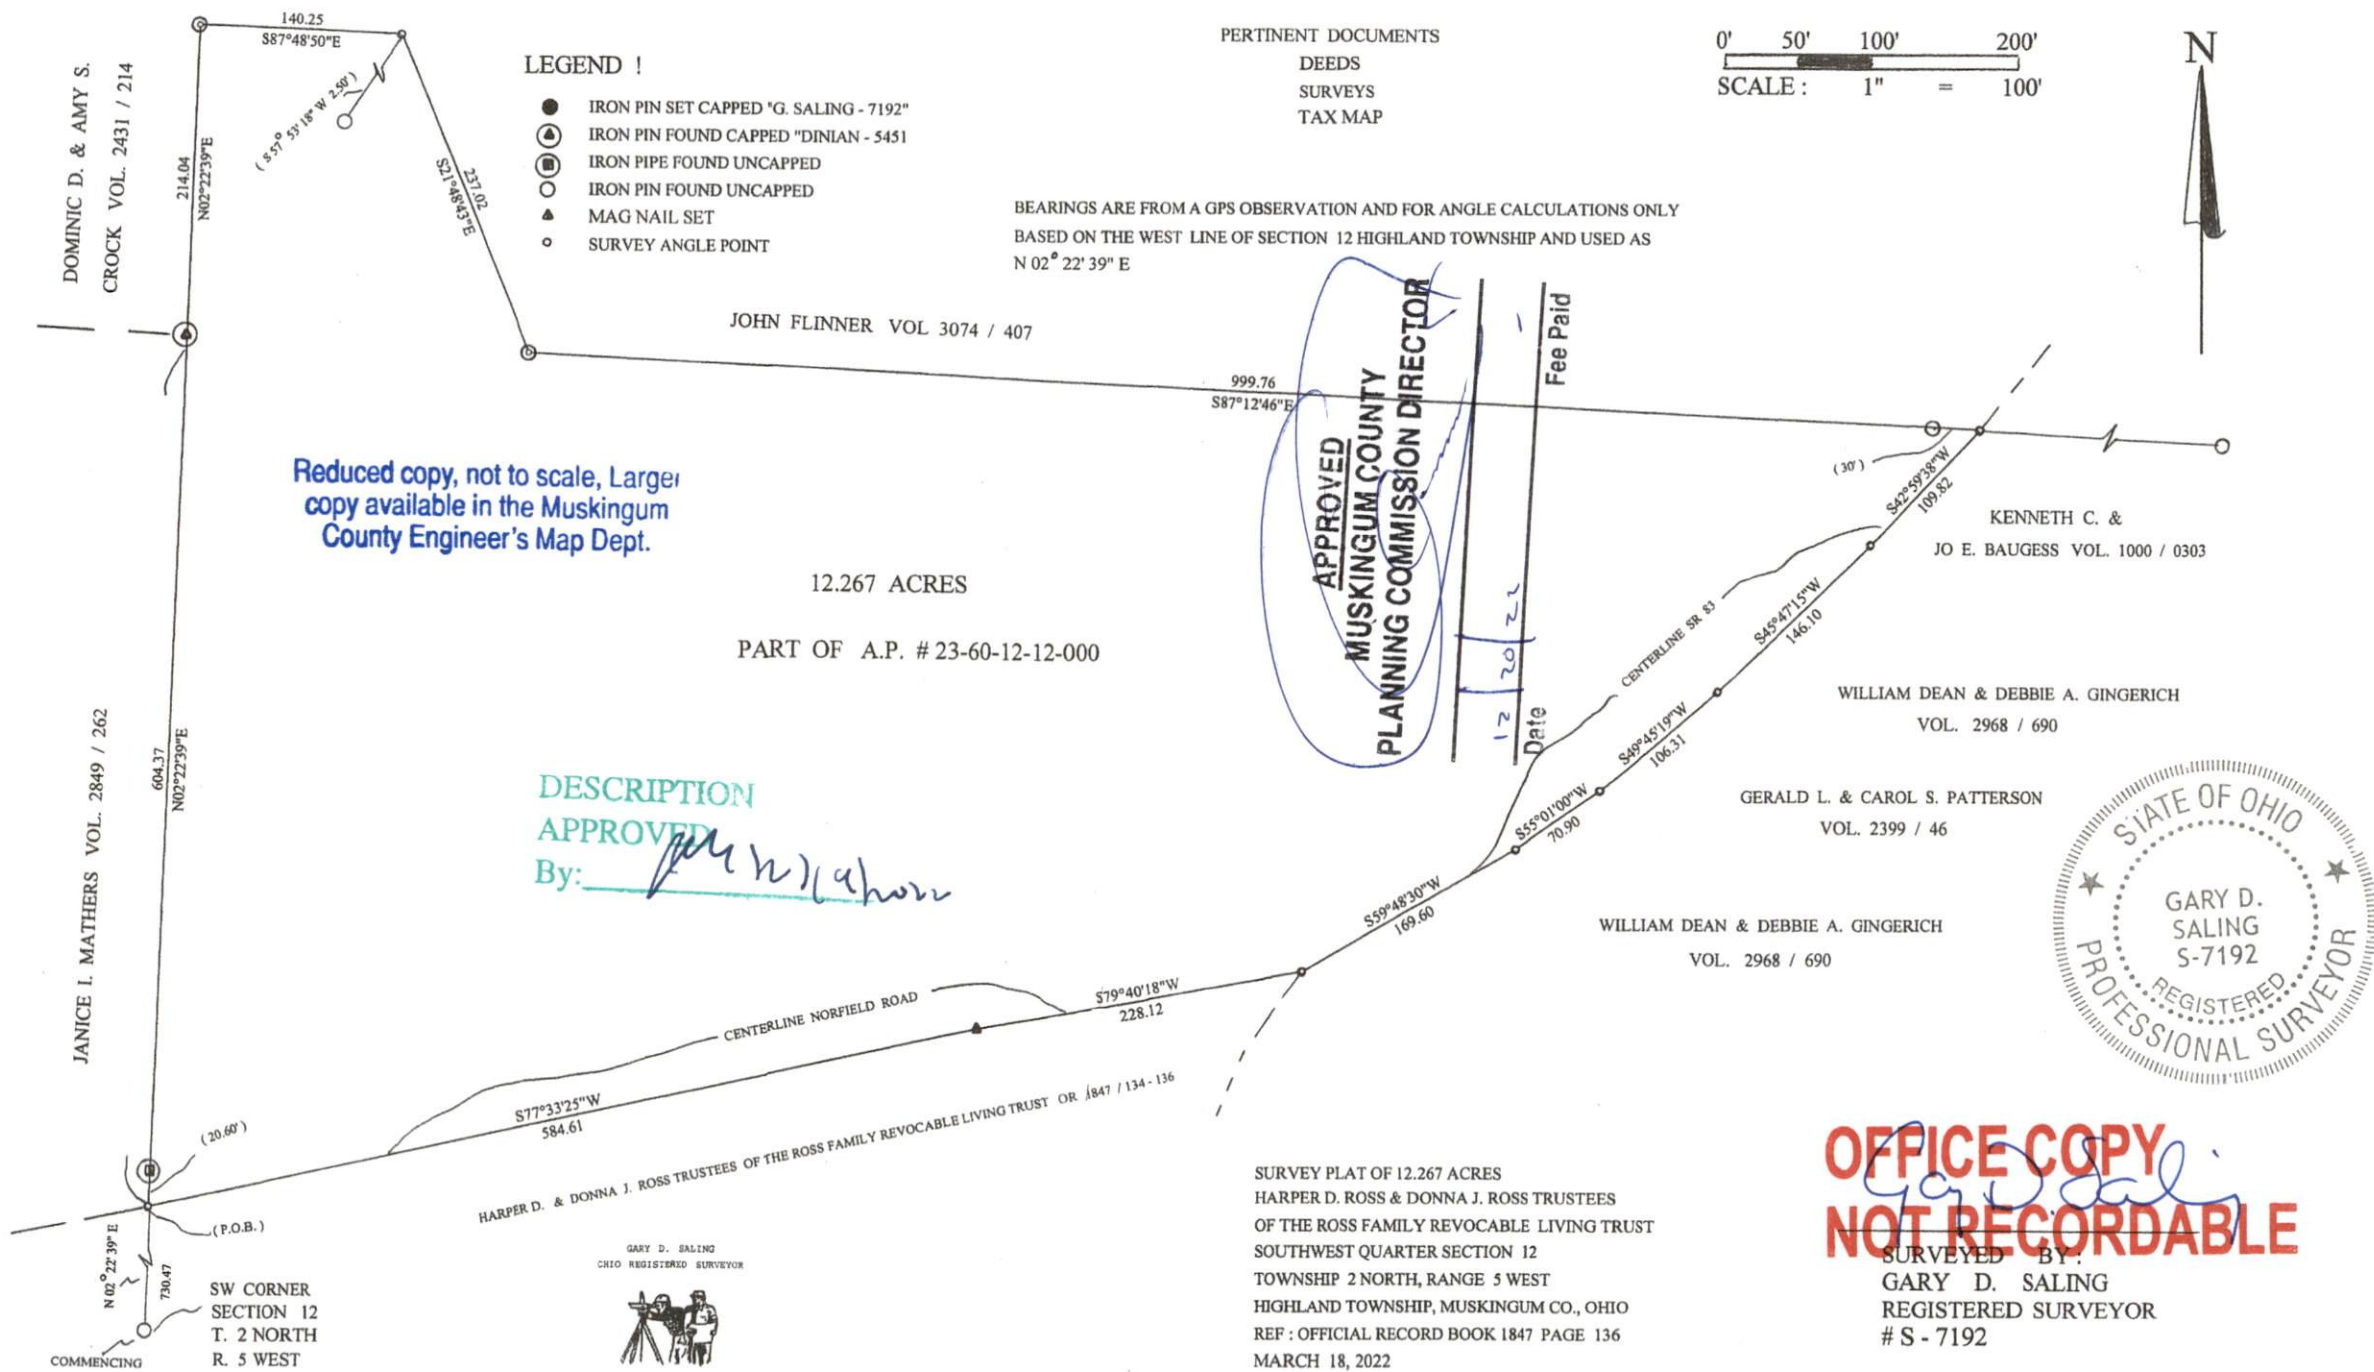 140.25
S87°48'50"E
DOMINIC D. & AMY S.
CROCK VOL. 2431 / 214
214.04
N02°22'39"E
( S 57° 53' 18" W 2.50' )
237.02
S21°48'43"E
LEGEND !
IRON PIN SET CAPPED "G. SALING - 7192"
IRON PIN FOUND CAPPED "DINIAN - 5451
IRON PIPE FOUND UNCAPPED
IRON PIN FOUND UNCAPPED
MAG NAIL SET
SURVEY ANGLE POINT
PERTINENT DOCUMENTS
DEEDS
SURVEYS
TAX MAP
0' 50' 100' 200'
SCALE : 1" = 100'
N
BEARINGS ARE FROM A GPS OBSERVATION AND FOR ANGLE CALCULATIONS ONLY
BASED ON THE WEST LINE OF SECTION 12 HIGHLAND TOWNSHIP AND USED AS
N 02° 22' 39" E
JOHN FLINNER VOL 3074 / 407
999.76
S87°12'46"E
APPROVED
MUSKINGUM COUNTY
PLANNING COMMISSION DIRECTOR
12 | 20 | 22
Date
Fee Paid
Reduced copy, not to scale, Larger
copy available in the Muskingum
County Engineer's Map Dept.
12.267 ACRES
PART OF A.P. # 23-60-12-12-000
DESCRIPTION
APPROVED
By:
JANICE I. MATHERS VOL. 2849 / 262
604.37
N02°22'39"E
( 30' )
S42°59'38"W
109.82
KENNETH C. &
JO E. BAUGESS VOL. 1000 / 0303
CENTERLINE SR 83
S45°47'15"W
146.10
WILLIAM DEAN & DEBBIE A. GINGERICH
VOL. 2968 / 690
S49°45'19"W
106.31
GERALD L. & CAROL S. PATTERSON
VOL. 2399 / 46
S55°01'00"W
70.90
S59°48'30"W
169.60
WILLIAM DEAN & DEBBIE A. GINGERICH
VOL. 2968 / 690
STATE OF OHIO
GARY D.
SALING
S-7192
REGISTERED
PROFESSIONAL SURVEYOR
CENTERLINE NORFIELD ROAD
S79°40'18"W
228.12
S77°33'25"W
584.61
HARPER D. & DONNA J. ROSS TRUSTEES OF THE ROSS FAMILY REVOCABLE LIVING TRUST OR 1847 / 134 - 136
( 20.60' )
( P.O.B. )
N 02°22'39" E
730.47
SW CORNER
SECTION 12
T. 2 NORTH
R. 5 WEST
COMMENCING
GARY D. SALING
OHIO REGISTERED SURVEYOR
SURVEY PLAT OF 12.267 ACRES
HARPER D. ROSS & DONNA J. ROSS TRUSTEES
OF THE ROSS FAMILY REVOCABLE LIVING TRUST
SOUTHWEST QUARTER SECTION 12
TOWNSHIP 2 NORTH, RANGE 5 WEST
HIGHLAND TOWNSHIP, MUSKINGUM CO., OHIO
REF : OFFICIAL RECORD BOOK 1847 PAGE 136
MARCH 18, 2022
OFFICE COPY
Gary D. Saling
NOT RECORDABLE
SURVEYED BY :
GARY D. SALING
REGISTERED SURVEYOR
# S - 7192